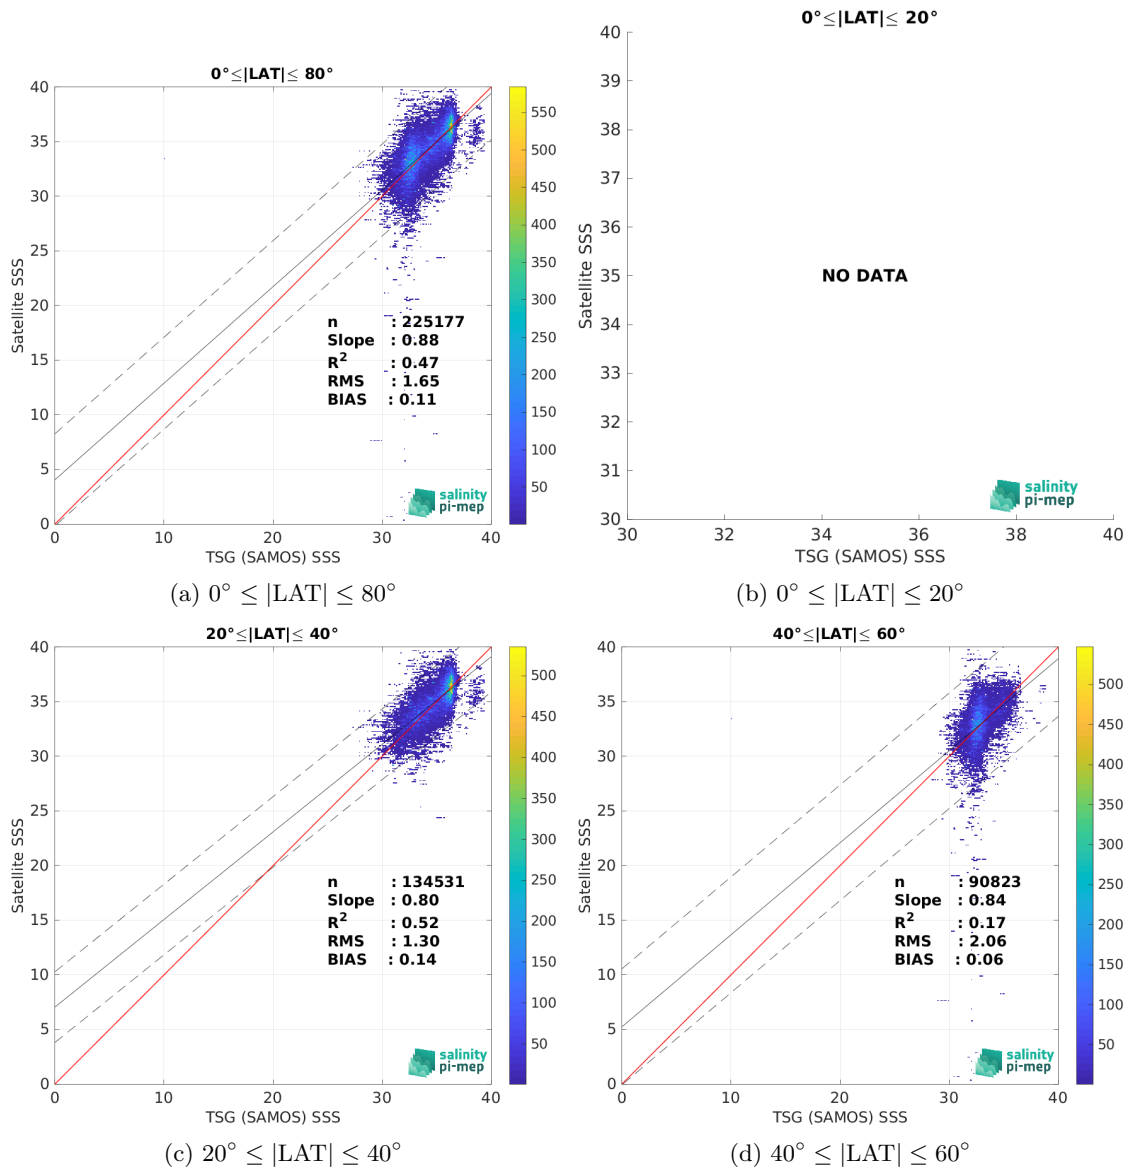 0°≤|LAT|≤ 80°
40
35
30
25
20
15
10
5
0
0
10
20
30
40
Satellite SSS
TSG (SAMOS) SSS
n : 225177
Slope : 0.88
R² : 0.47
RMS : 1.65
BIAS : 0.11
salinity
pi-mep
550
500
450
400
350
300
250
200
150
100
50
(a) 0° ≤ |LAT| ≤ 80°
0°≤|LAT|≤ 20°
40
39
38
37
36
35
34
33
32
31
30
30
32
34
36
38
40
Satellite SSS
TSG (SAMOS) SSS
NO DATA
salinity
pi-mep
(b) 0° ≤ |LAT| ≤ 20°
20°≤|LAT|≤ 40°
40
35
30
25
20
15
10
5
0
0
10
20
30
40
Satellite SSS
TSG (SAMOS) SSS
n : 134531
Slope : 0.80
R² : 0.52
RMS : 1.30
BIAS : 0.14
salinity
pi-mep
500
450
400
350
300
250
200
150
100
50
(c) 20° ≤ |LAT| ≤ 40°
40°≤|LAT|≤ 60°
40
35
30
25
20
15
10
5
0
0
10
20
30
40
Satellite SSS
TSG (SAMOS) SSS
n : 90823
Slope : 0.84
R² : 0.17
RMS : 2.06
BIAS : 0.06
salinity
pi-mep
500
450
400
350
300
250
200
150
100
50
(d) 40° ≤ |LAT| ≤ 60°